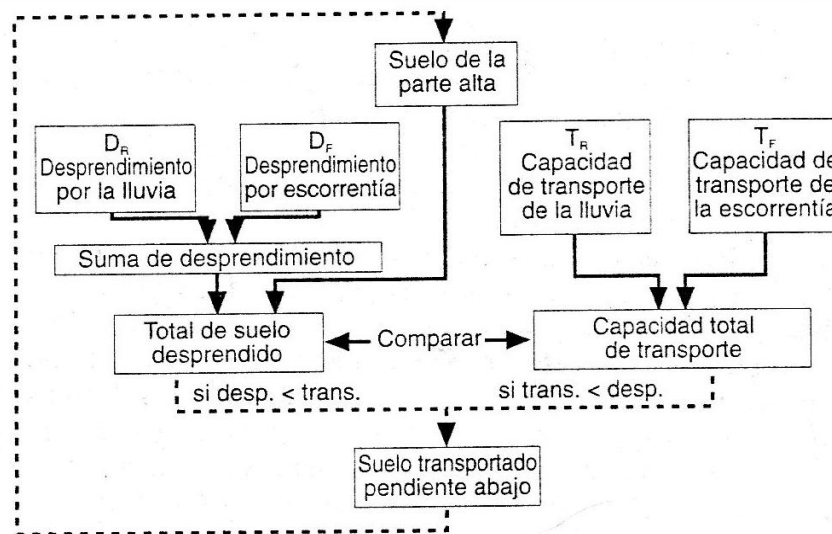 Suelo de la
parte alta
D_R
Desprendimiento
por la lluvia
D_F
Desprendimiento
por escorrentía
T_R
Capacidad
de transporte
de la lluvia
T_F
Capacidad de
transporte de
la escorrentía
Suma de desprendimiento
Total de suelo
desprendido
Comparar
Capacidad total
de transporte
si desp. < trans.
si trans. < desp.
Suelo transportado
pendiente abajo